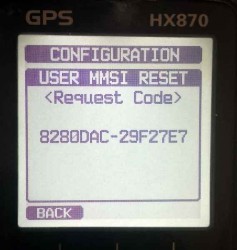 GPS HX870
CONFIGURATION
USER MMSI RESET
<Request Code>
8280DAC-29F27E7
BACK